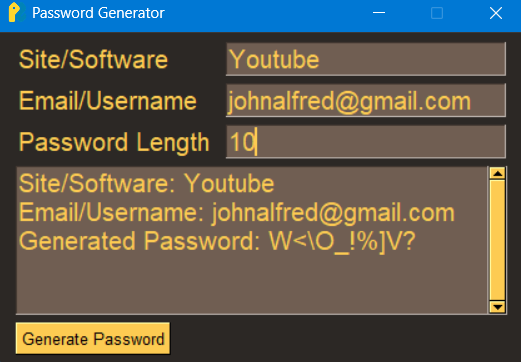 Password Generator
Site/Software Youtube
Email/Username johnalfred@gmail.com
Password Length 10
Site/Software: Youtube
Email/Username: johnalfred@gmail.com
Generated Password: W<\O_!%]V?
Generate Password